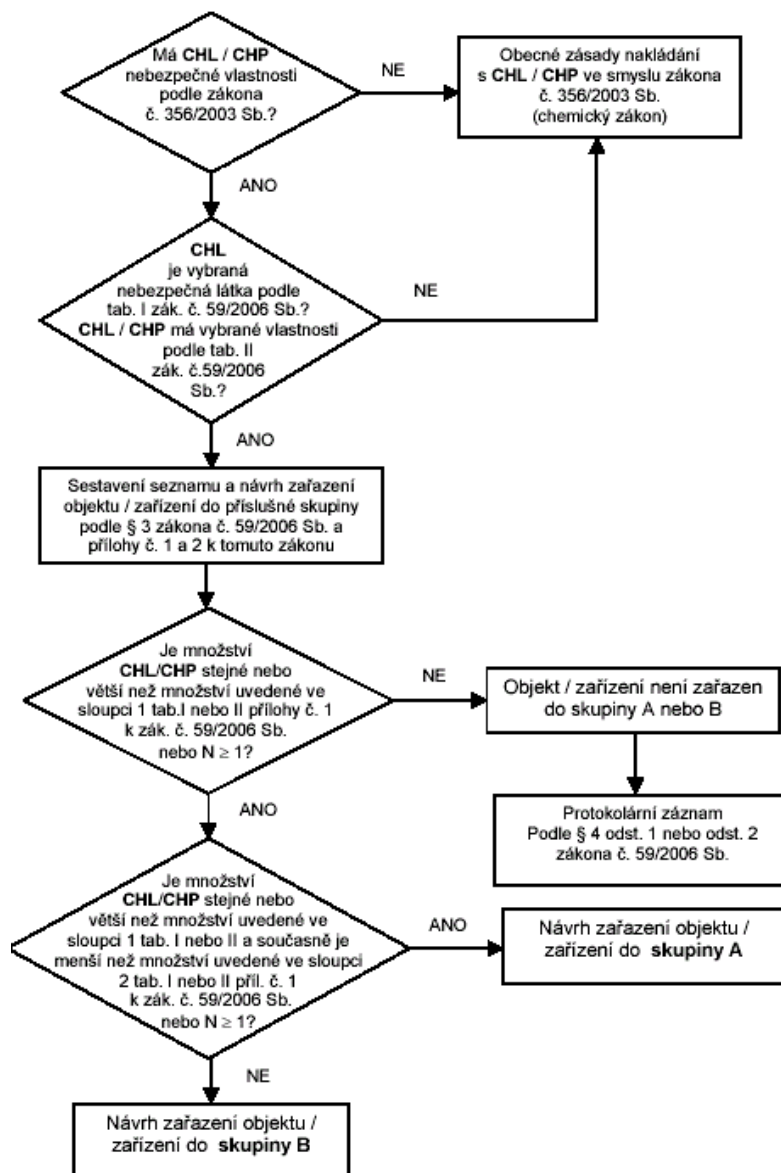 Má CHL / CHP
nebezpečné vlastnosti
podle zákona
č. 356/2003 Sb.?
NE
Obecné zásady nakládání
s CHL / CHP ve smyslu zákona
č. 356/2003 Sb.
(chemický zákon)
ANO
CHL
je vybraná
nebezpečná látka podle
tab. I zák. č. 59/2006 Sb.?
CHL / CHP má vybrané vlastnosti
podle tab. II
zák. č.59/2006
Sb.?
NE
ANO
Sestavení seznamu a návrh zařazení
objektu / zařízení do příslušné skupiny
podle § 3 zákona č. 59/2006 Sb. a
přílohy č. 1 a 2 k tomuto zákonu
Je množství
CHL/CHP stejné nebo
větší než množství uvedené ve
sloupci 1 tab.I nebo II přílohy č. 1
k zák. č. 59/2006 Sb.
nebo N ≥ 1?
NE
Objekt / zařízení není zařazen
do skupiny A nebo B
Protokolární záznam
Podle § 4 odst. 1 nebo odst. 2
zákona č. 59/2006 Sb.
ANO
Je množství
CHL/CHP stejné nebo
větší než množství uvedené ve
sloupci 1 tab. I nebo II a současně je
menší než množství uvedené ve sloupci
2 tab. I nebo II příl. č. 1
k zák. č. 59/2006 Sb.
nebo N ≥ 1?
ANO
Návrh zařazení objektu /
zařízení do skupiny A
NE
Návrh zařazení objektu /
zařízení do skupiny B